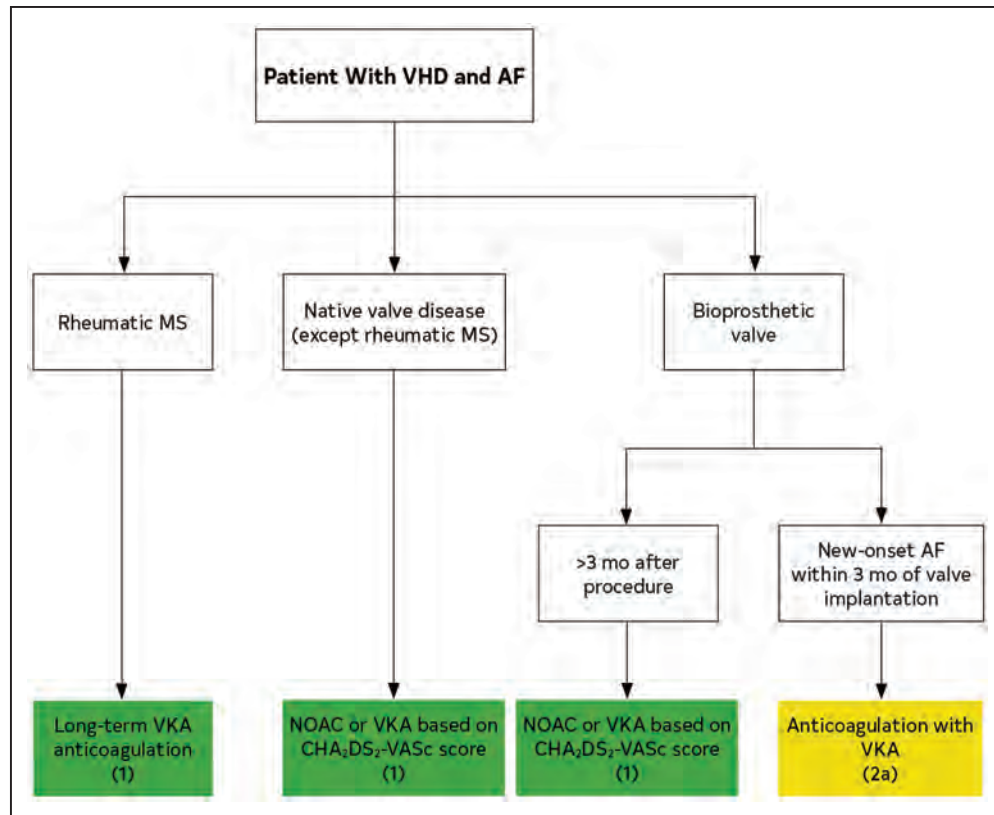 Patient With VHD and AF
Rheumatic MS
Native valve disease
(except rheumatic MS)
Bioprosthetic
valve
>3 mo after
procedure
New-onset AF
within 3 mo of valve
implantation
Long-term VKA
anticoagulation
(1)
NOAC or VKA based on
CHA₂DS₂-VASc score
(1)
NOAC or VKA based on
CHA₂DS₂-VASc score
(1)
Anticoagulation with
VKA
(2a)